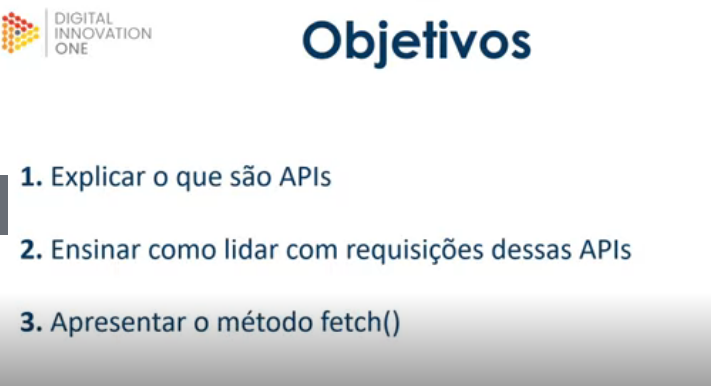 DIGITAL
INNOVATION
ONE
Objetivos
1. Explicar o que são APIs
2. Ensinar como lidar com requisições dessas APIs
3. Apresentar o método fetch()